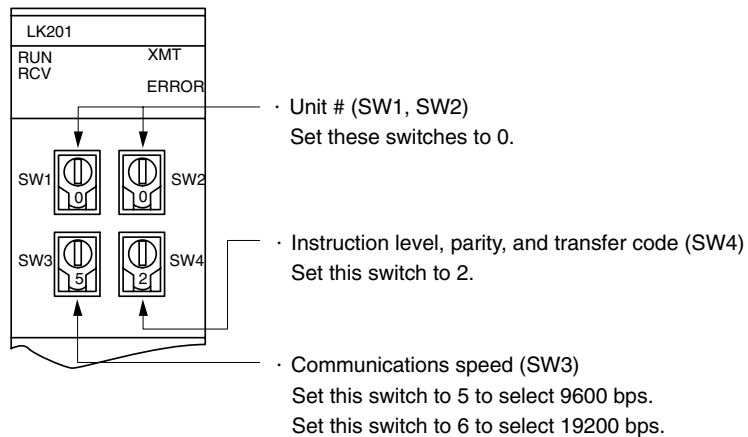 LK201
RUN XMT
RCV
ERROR
· Unit # (SW1, SW2)
Set these switches to 0.
SW1 0 0 SW2
· Instruction level, parity, and transfer code (SW4)
Set this switch to 2.
SW3 5 2 SW4
· Communications speed (SW3)
Set this switch to 5 to select 9600 bps.
Set this switch to 6 to select 19200 bps.